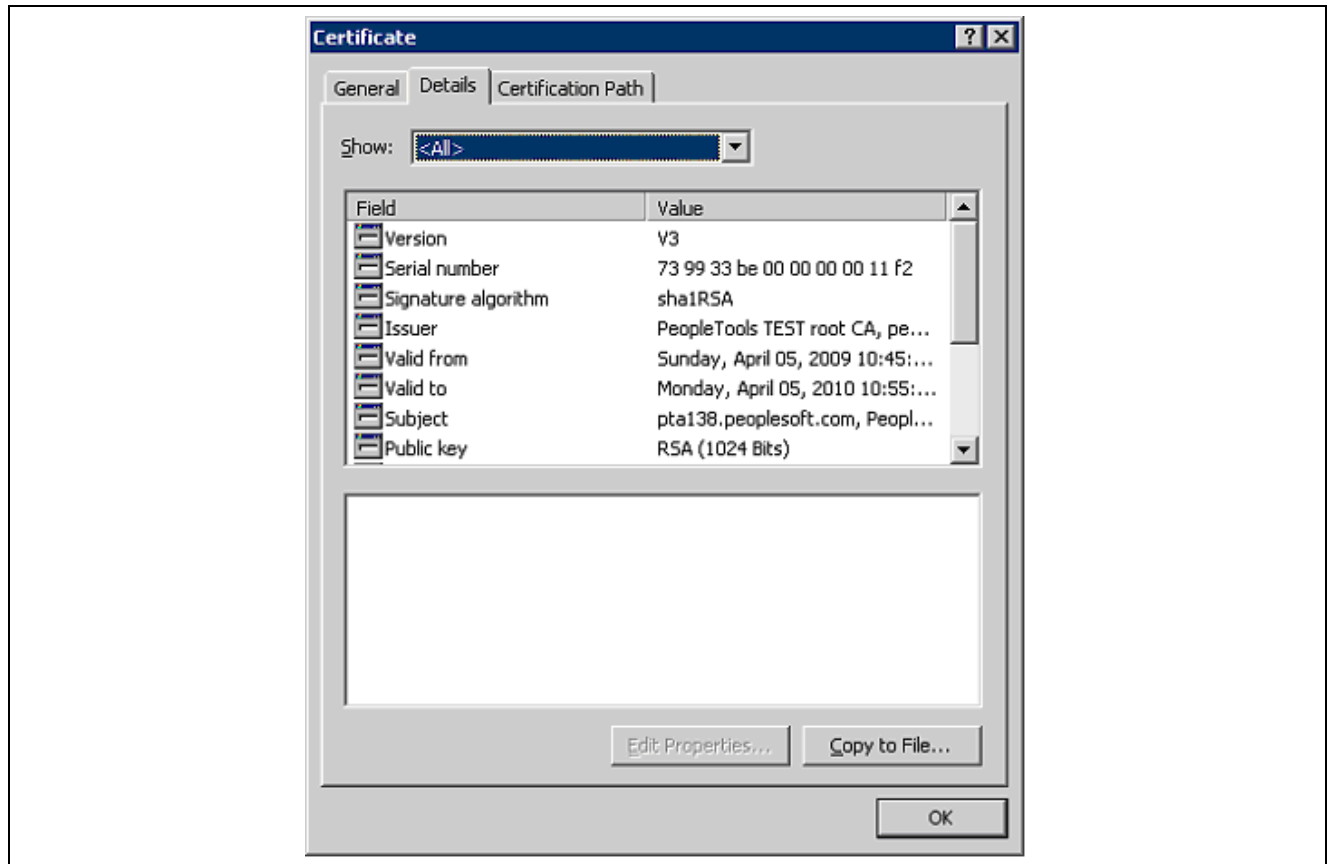 Certificate
General Details Certification Path
Show: <All>
Field Value
Version V3
Serial number 73 99 33 be 00 00 00 00 11 f2
Signature algorithm sha1RSA
Issuer PeopleTools TEST root CA, pe...
Valid from Sunday, April 05, 2009 10:45:...
Valid to Monday, April 05, 2010 10:55:...
Subject pta138.peoplesoft.com, Peopl...
Public key RSA (1024 Bits)
Edit Properties... Copy to File...
OK